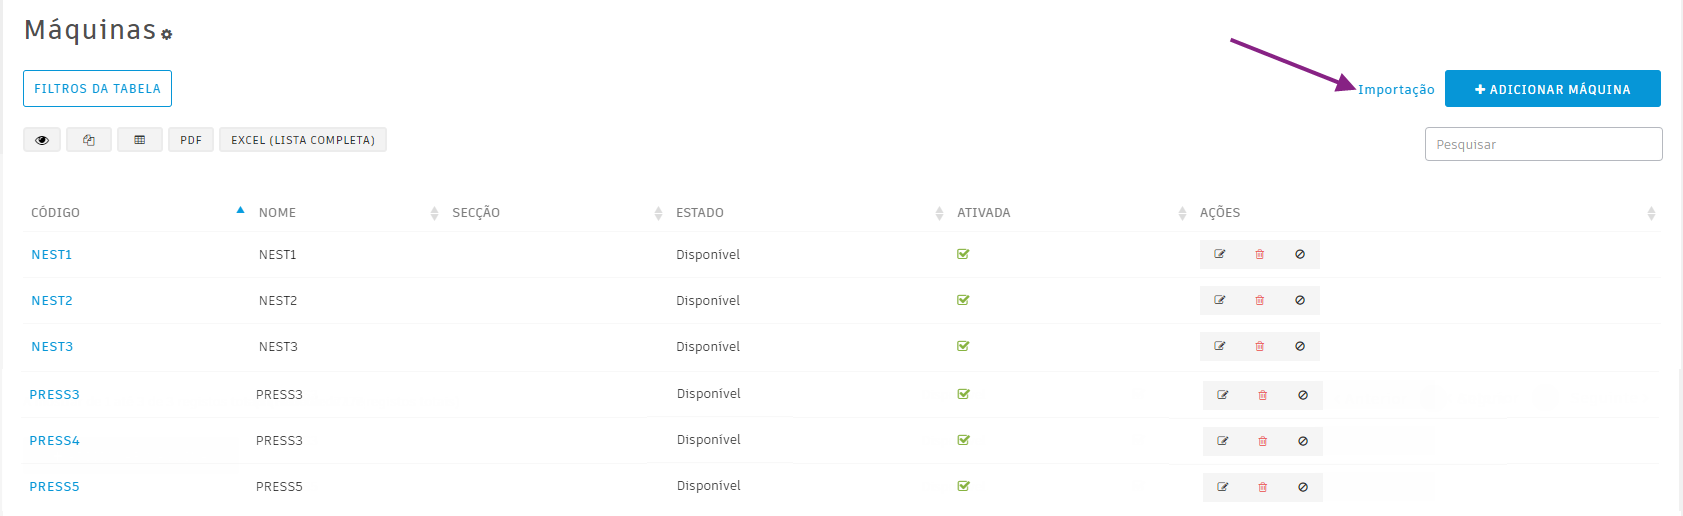 Máquinas
FILTROS DA TABELA
Importação
ADICIONAR MÁQUINA
PDF EXCEL (LISTA COMPLETA)
Pesquisar
CÓDIGO NOME SECÇÃO ESTADO ATIVADA AÇÕES
NEST1 NEST1 Disponível
NEST2 NEST2 Disponível
NEST3 NEST3 Disponível
PRESS3 PRESS3 Disponível
PRESS4 PRESS3 Disponível
PRESS5 PRESS5 Disponível